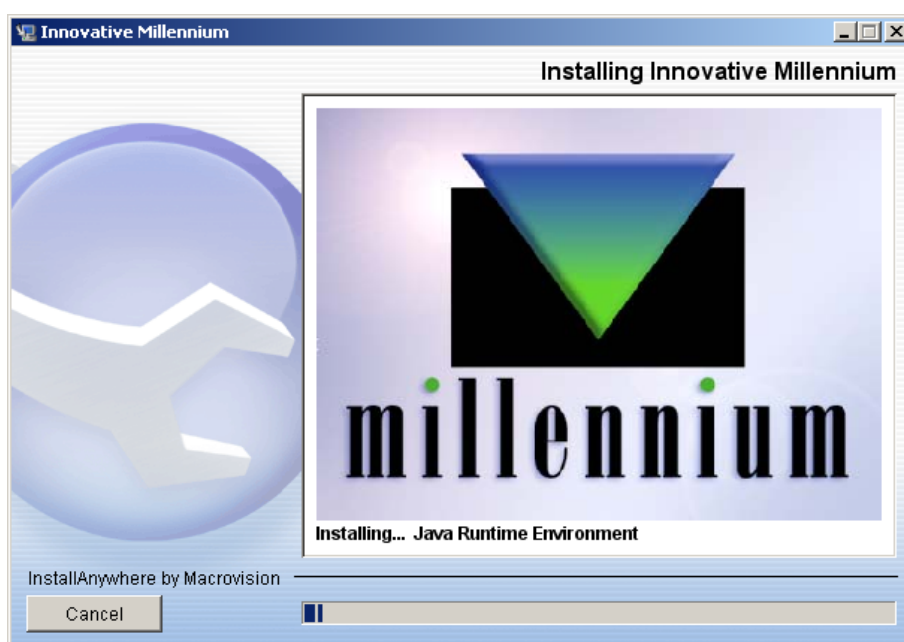 Innovative Millennium
Installing Innovative Millennium
millennium
Installing... Java Runtime Environment
InstallAnywhere by Macrovision
Cancel